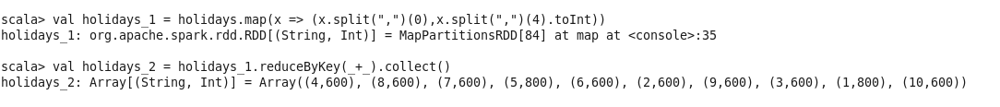 scala> val holidays_1 = holidays.map(x => (x.split(",")(0),x.split(",")(4).toInt))
holidays_1: org.apache.spark.rdd.RDD[(String, Int)] = MapPartitionsRDD[84] at map at <console>:35
scala> val holidays_2 = holidays_1.reduceByKey(_+_).collect()
holidays_2: Array[(String, Int)] = Array((4,600), (8,600), (7,600), (5,800), (6,600), (2,600), (9,600), (3,600), (1,800), (10,600))